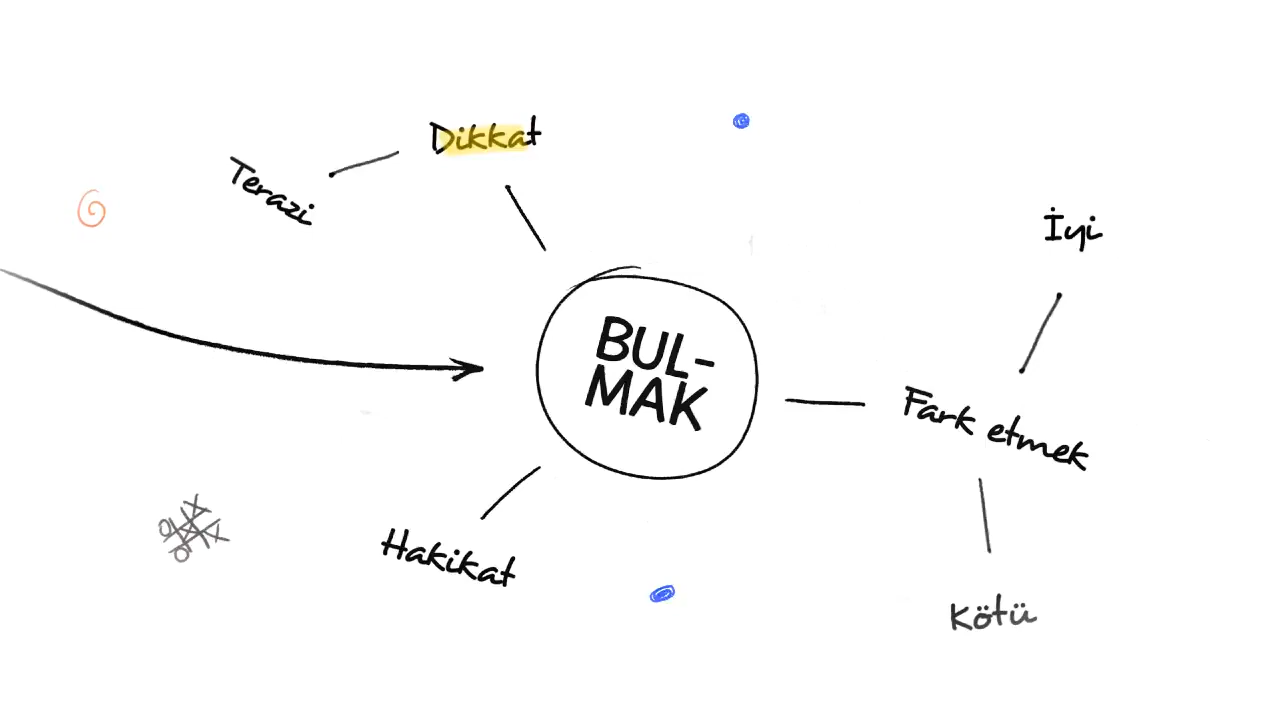 Dikkat
Terazi
İyi
BUL-
MAK
Fark etmek
Hakikat
Kötü